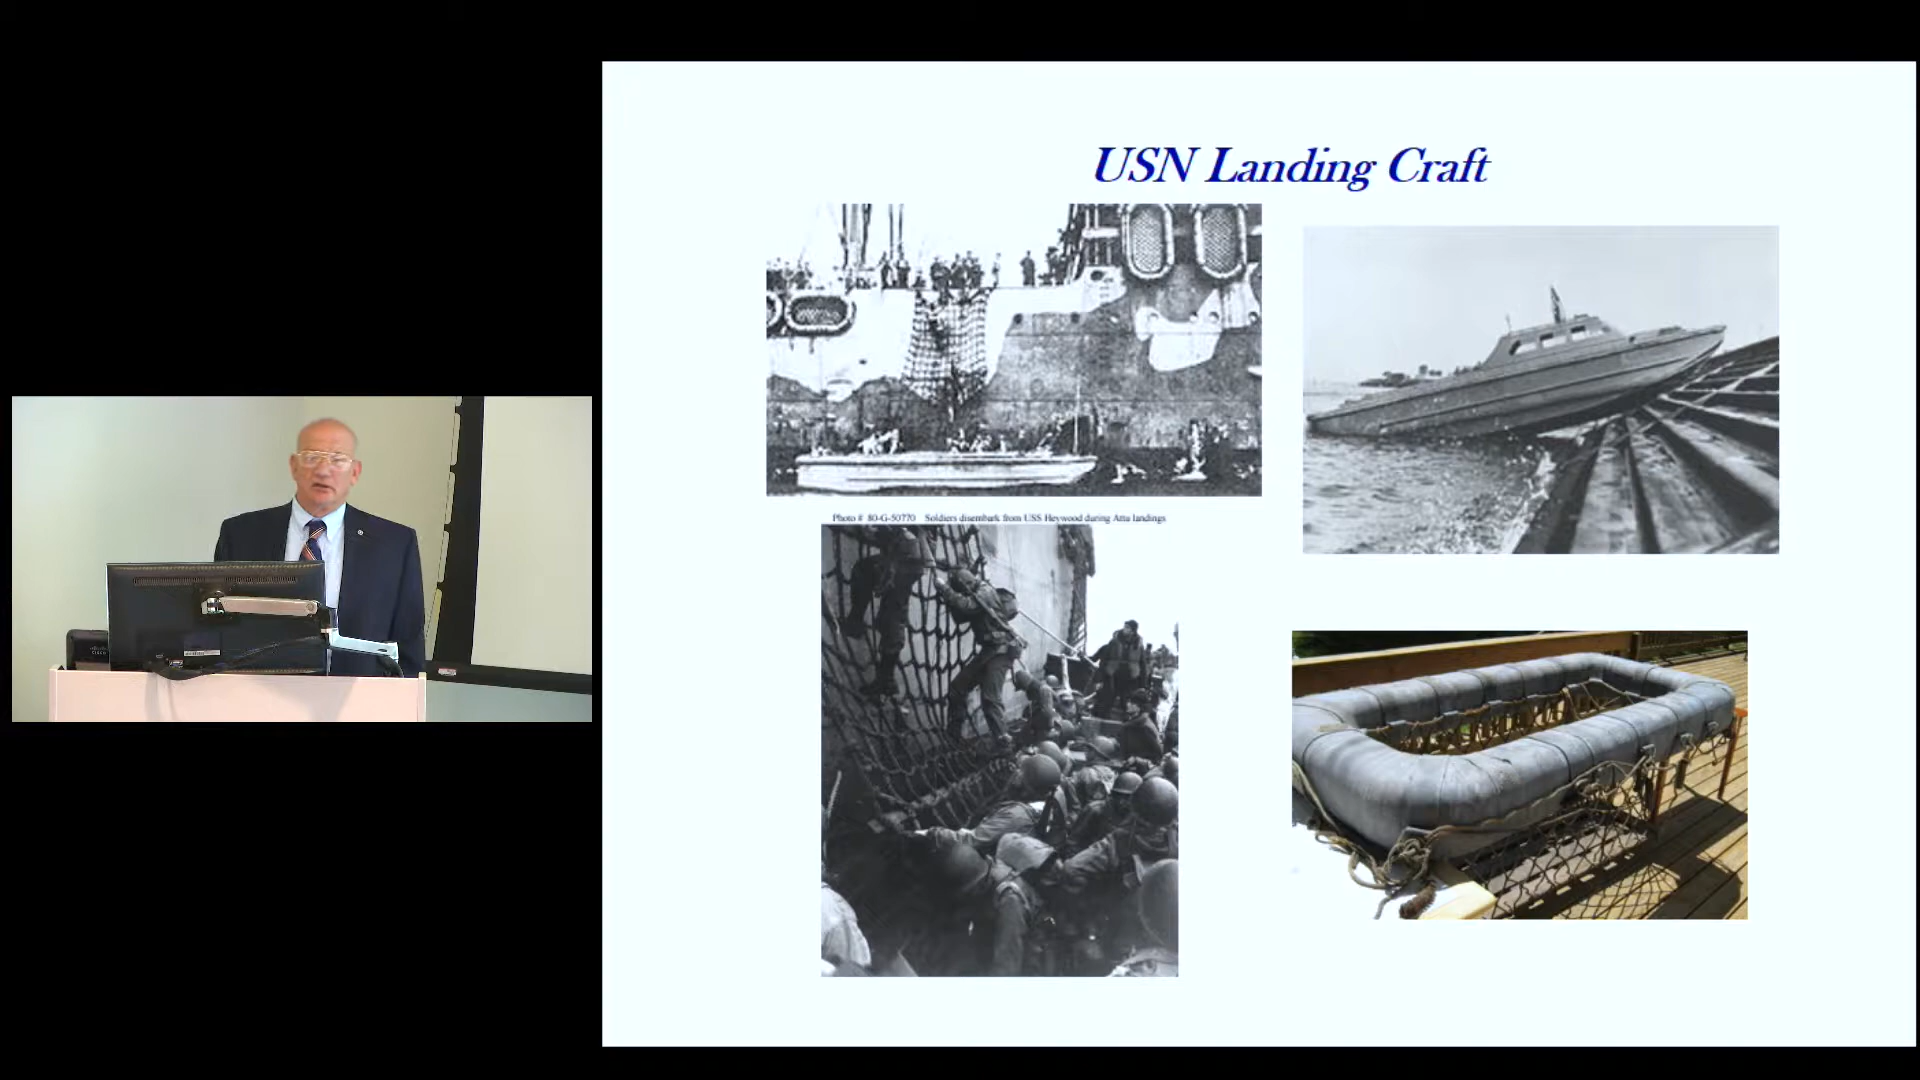 USN Landing Craft
Photo # 80-G-50770 Soldiers disembark from USS Heywood during Attu landings